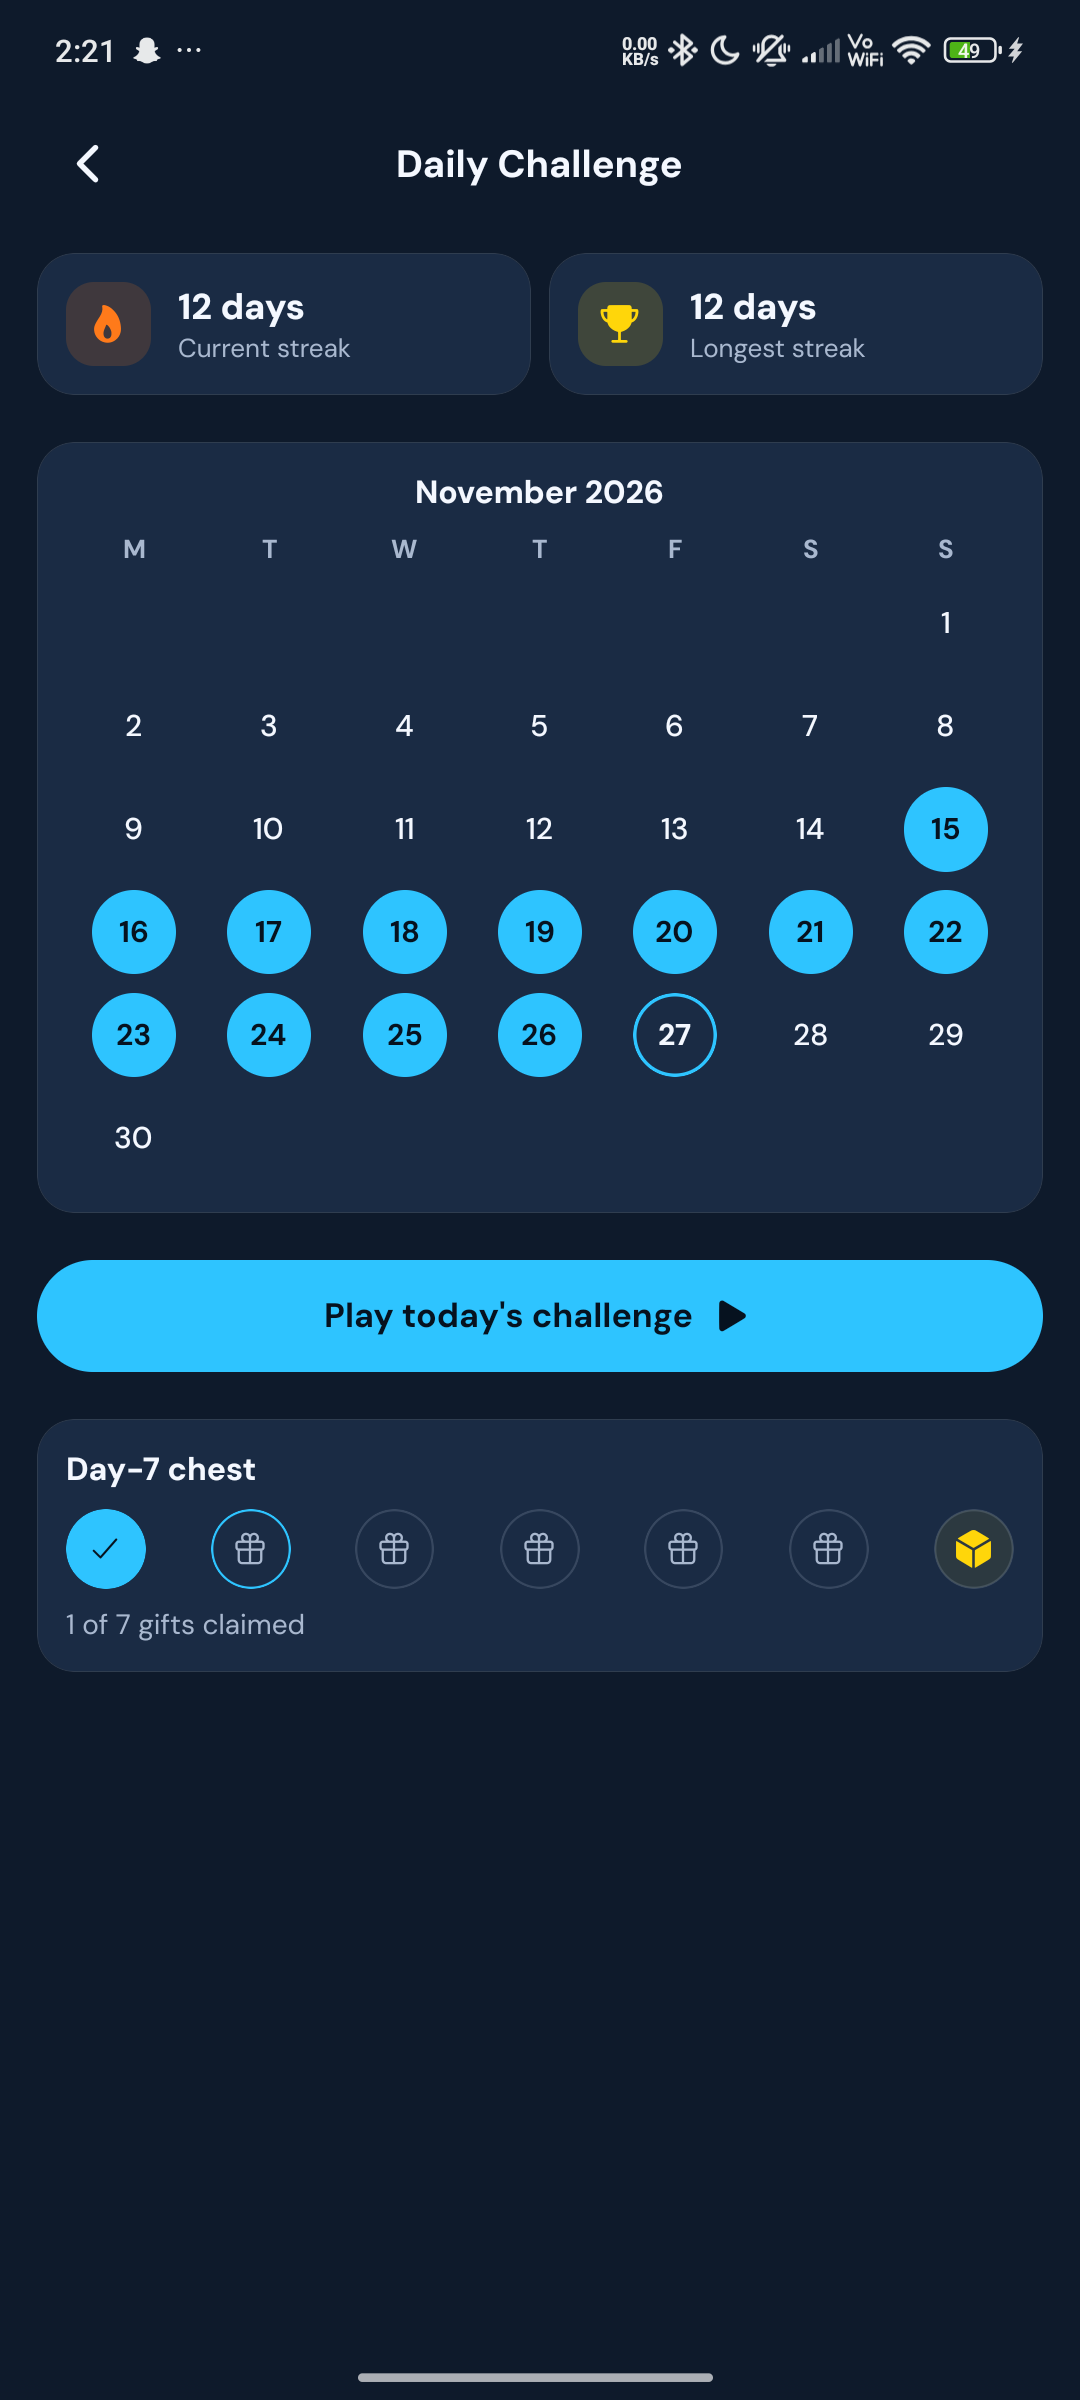 2:21 ... 0.00 KB/s Vo WiFi 49
Daily Challenge
12 days
Current streak
12 days
Longest streak
November 2026
M T W T F S S
1
2 3 4 5 6 7 8
9 10 11 12 13 14 15
16 17 18 19 20 21 22
23 24 25 26 27 28 29
30
Play today's challenge
Day-7 chest
1 of 7 gifts claimed